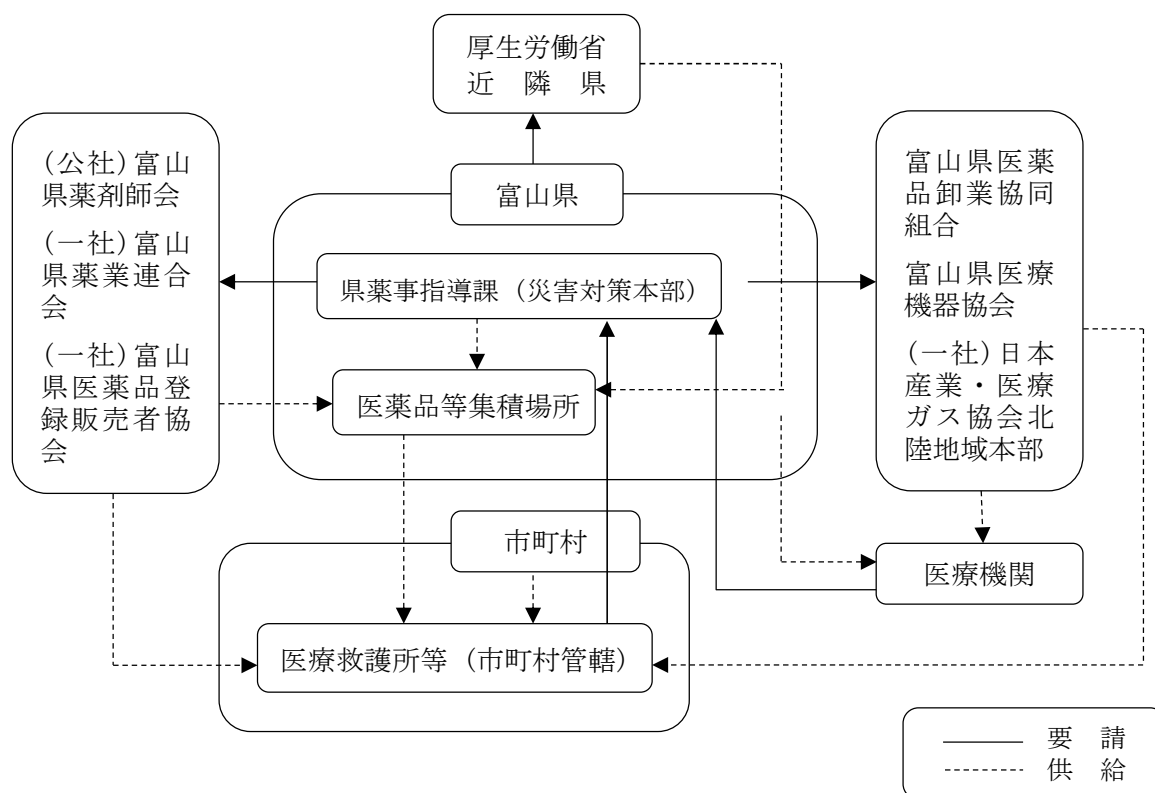 厚生労働省
近隣県
(公社)富山
県薬剤師会
(一社)富山
県薬業連合
会
(一社)富山
県医薬品登
録販売者協
会
富山県
県薬事指導課（災害対策本部）
医薬品等集積場所
富山県医薬
品卸業協同
組合
富山県医療
機器協会
(一社)日本
産業・医療
ガス協会北
陸地域本部
市町村
医療救護所等（市町村管轄）
医療機関
要請
供給